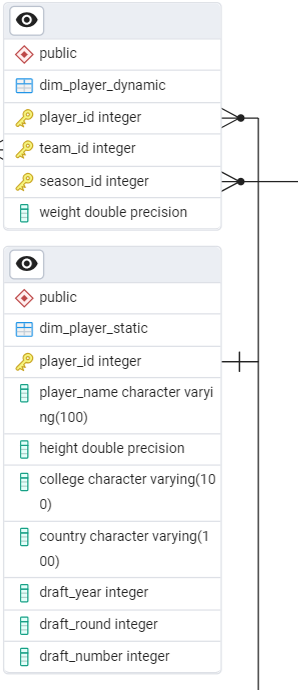 public
dim_player_dynamic
player_id integer
team_id integer
season_id integer
weight double precision
public
dim_player_static
player_id integer
player_name character varyi
ng(100)
height double precision
college character varying(10
0)
country character varying(1
00)
draft_year integer
draft_round integer
draft_number integer